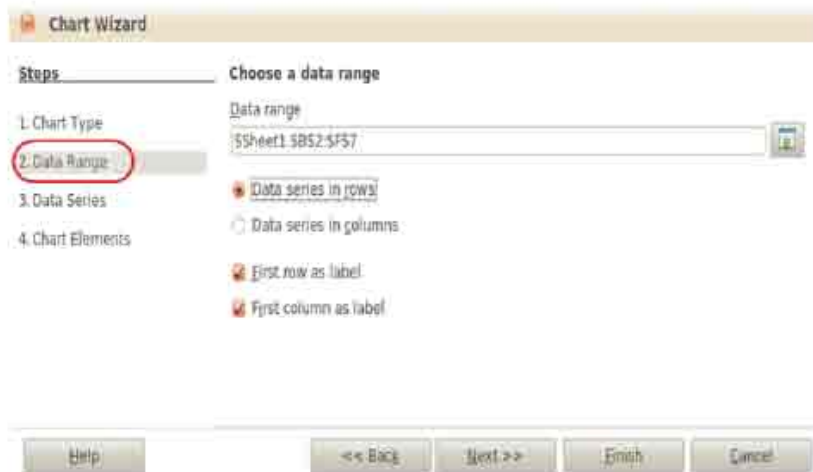 Chart Wizard
Steps
1. Chart Type
2. Data Range
3. Data Series
4. Chart Elements
Choose a data range
Data range
$Sheet1.$B$2:$F$7
Data series in rows
Data series in columns
First row as label
First column as label
Help
<< Back
Next >>
Finish
Cancel